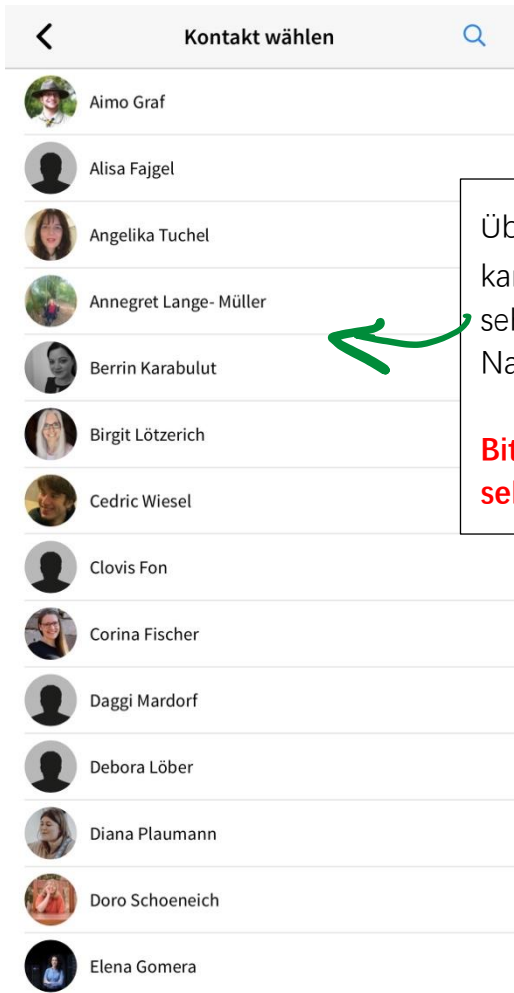 Kontakt wählen
Aimo Graf
Alisa Fajgel
Angelika Tuchel
Annegret Lange- Müller
Berrin Karabulut
Birgit Lötzerich
Cedric Wiesel
Clovis Fon
Corina Fischer
Daggi Mardorf
Debora Löber
Diana Plaumann
Doro Schoeneich
Elena Gomera